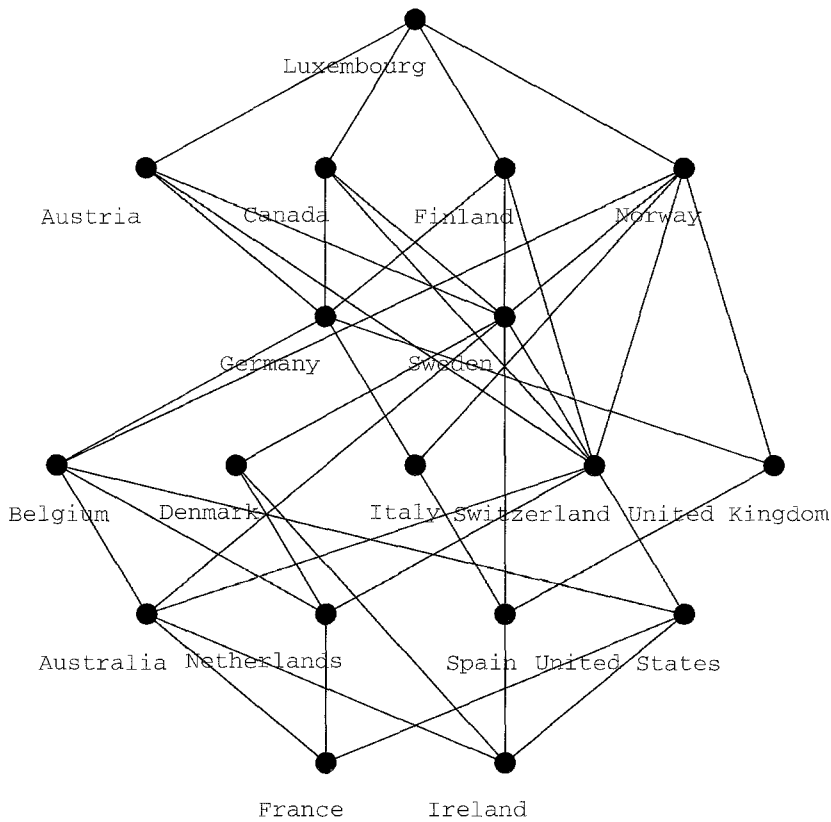 Luxembourg
Austria Canada Finland Norway
Germany Sweden
Belgium Denmark Italy Switzerland United Kingdom
Australia Netherlands Spain United States
France Ireland